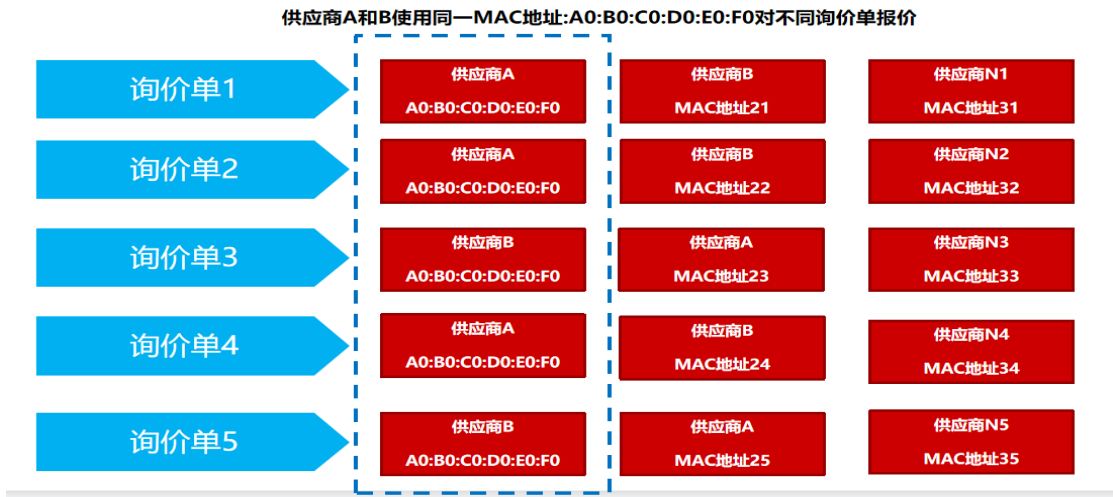 供应商A和B使用同一MAC地址:A0:B0:C0:D0:E0:F0对不同询价单报价
询价单1
供应商A
A0:B0:C0:D0:E0:F0
供应商B
MAC地址21
供应商N1
MAC地址31
询价单2
供应商A
A0:B0:C0:D0:E0:F0
供应商B
MAC地址22
供应商N2
MAC地址32
询价单3
供应商B
A0:B0:C0:D0:E0:F0
供应商A
MAC地址23
供应商N3
MAC地址33
询价单4
供应商A
A0:B0:C0:D0:E0:F0
供应商B
MAC地址24
供应商N4
MAC地址34
询价单5
供应商B
A0:B0:C0:D0:E0:F0
供应商A
MAC地址25
供应商N5
MAC地址35